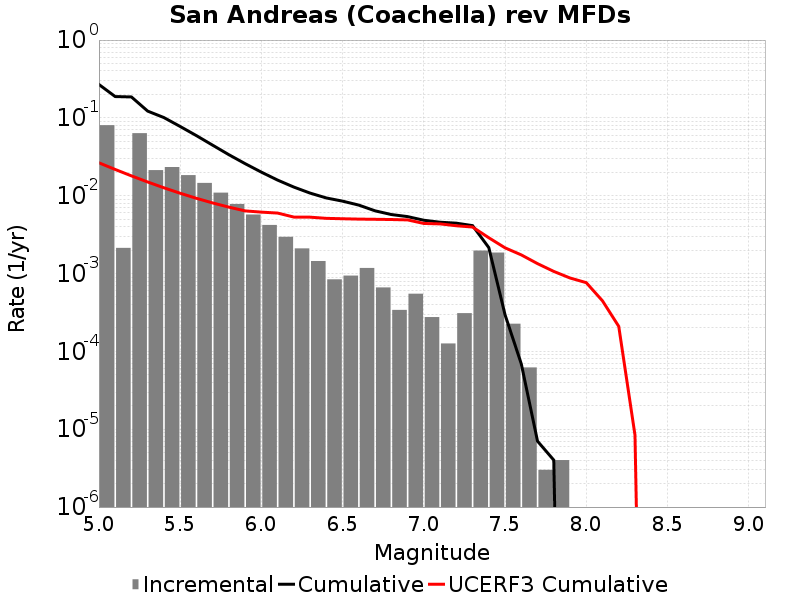 San Andreas (Coachella) rev MFDs
Rate (1/yr)
10^0
10^-1
10^-2
10^-3
10^-4
10^-5
10^-6
5.0 5.5 6.0 6.5 7.0 7.5 8.0 8.5 9.0
Magnitude
Incremental Cumulative UCERF3 Cumulative